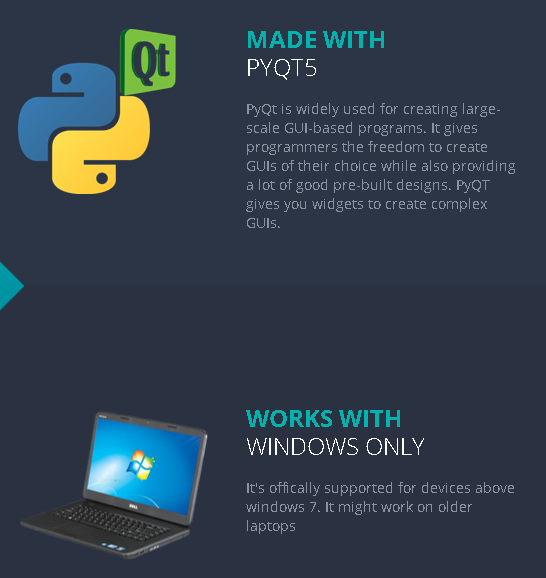 Qt
MADE WITH
PYQT5
PyQt is widely used for creating large-
scale GUI-based programs. It gives
programmers the freedom to create
GUIs of their choice while also providing
a lot of good pre-built designs. PyQT
gives you widgets to create complex
GUIs.
WORKS WITH
WINDOWS ONLY
It's offically supported for devices above
windows 7. It might work on older
laptops
DELL